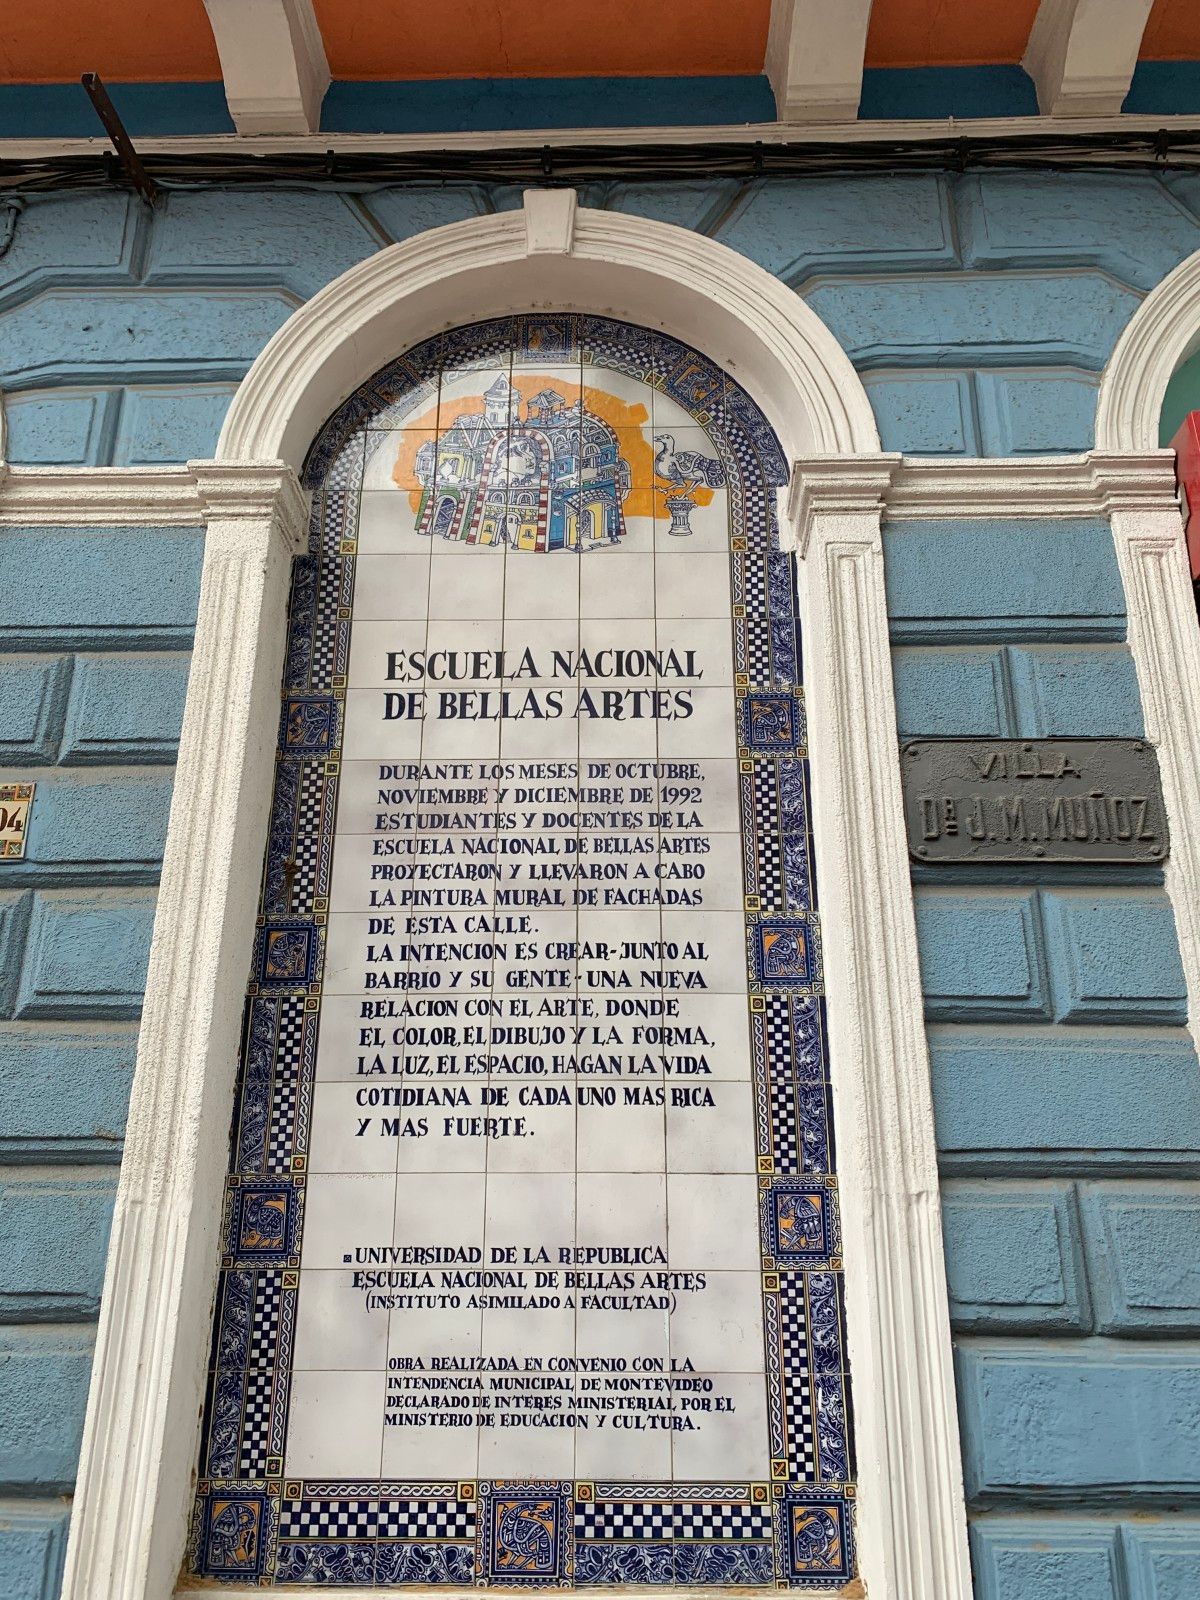 ESCUELA NACIONAL
DE BELLAS ARTES
DURANTE LOS MESES DE OCTUBRE,
NOVIEMBRE Y DICIEMBRE DE 1992
ESTUDIANTES Y DOCENTES DE LA
ESCUELA NACIONAL DE BELLAS ARTES
PROYECTARON Y LLEVARON A CABO
LA PINTURA MURAL DE FACHADAS
DE ESTA CALLE.
LA INTENCION ES CREAR-JUNTO AL
BARRIO Y SU GENTE-UNA NUEVA
RELACION CON EL ARTE, DONDE
EL COLOR, EL DIBUJO Y LA FORMA,
LA LUZ, EL ESPACIO, HAGAN LA VIDA
COTIDIANA DE CADA UNO MAS RICA
Y MAS FUERTE.
UNIVERSIDAD DE LA REPUBLICA
ESCUELA NACIONAL DE BELLAS ARTES
(INSTITUTO ASIMILADO A FACULTAD)
OBRA REALIZADA EN CONVENIO CON LA
INTENDENCIA MUNICIPAL DE MONTEVIDEO
DECLARADO DE INTERES MINISTERIAL POR EL
MINISTERIO DE EDUCACION Y CULTURA.
VILLA
DR. J. M. MUÑOZ